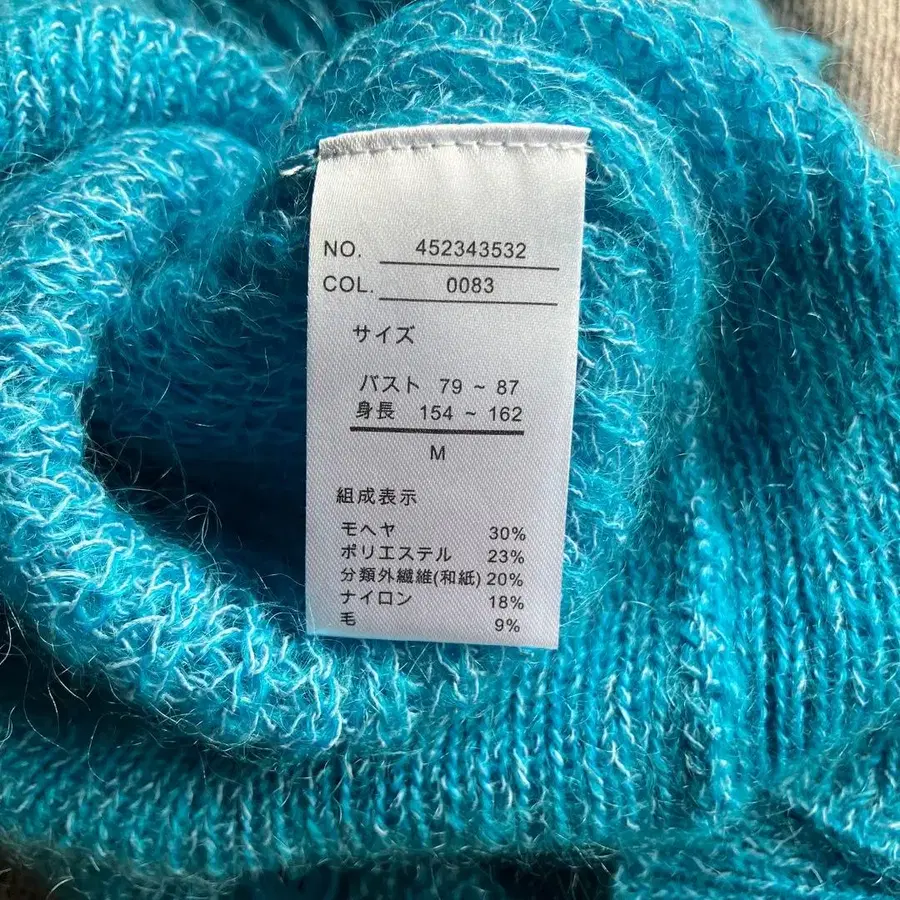 NO. 452343532
COL. 0083
サイズ
バスト 79 ~ 87
身長 154 ~ 162
M
組成表示
モヘヤ 30%
ポリエステル 23%
分類外繊維(和紙) 20%
ナイロン 18%
毛 9%